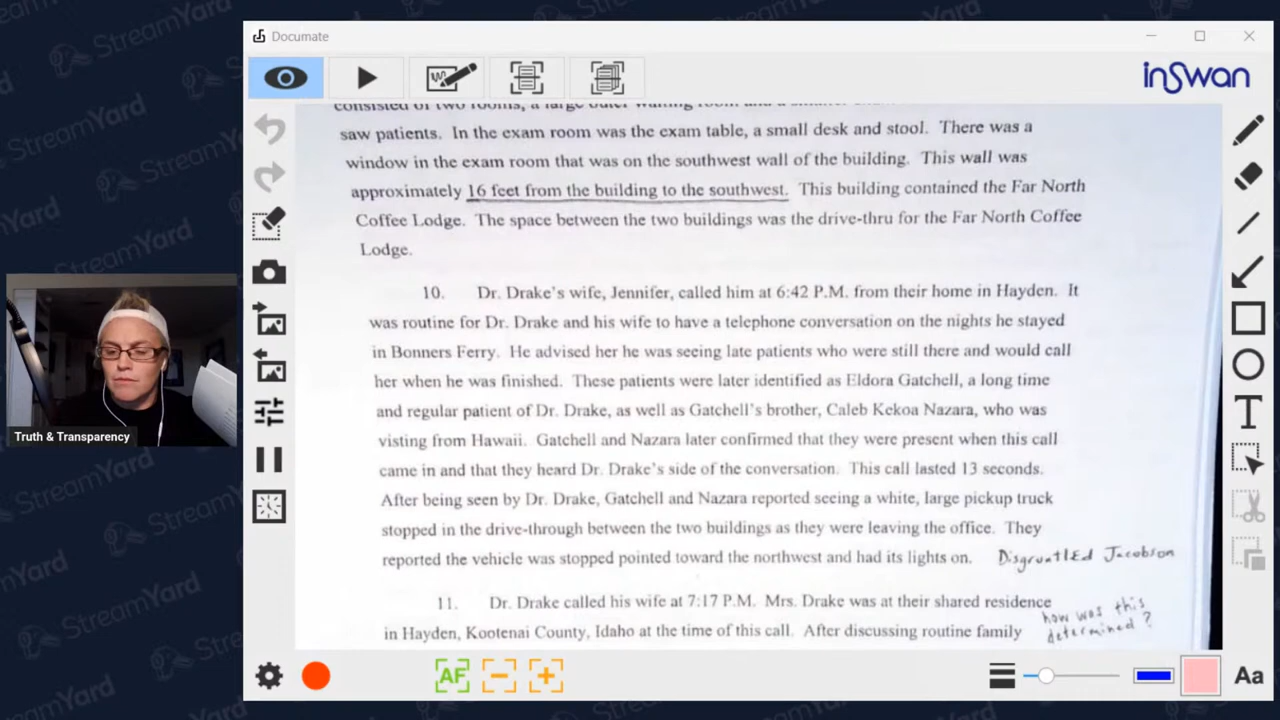 StreamYard
Documate
inSwan
saw patients. In the exam room was the exam table, a small desk and stool. There was a
window in the exam room that was on the southwest wall of the building. This wall was
approximately 16 feet from the building to the southwest. This building contained the Far North
Coffee Lodge. The space between the two buildings was the drive-thru for the Far North Coffee
Lodge.
10. Dr. Drake's wife, Jennifer, called him at 6:42 P.M. from their home in Hayden. It
was routine for Dr. Drake and his wife to have a telephone conversation on the nights he stayed
in Bonners Ferry. He advised her he was seeing late patients who were still there and would call
her when he was finished. These patients were later identified as Eldora Gatchell, a long time
and regular patient of Dr. Drake, as well as Gatchell's brother, Caleb Kekoa Nazara, who was
visting from Hawaii. Gatchell and Nazara later confirmed that they were present when this call
came in and that they heard Dr. Drake's side of the conversation. This call lasted 13 seconds.
After being seen by Dr. Drake, Gatchell and Nazara reported seeing a white, large pickup truck
stopped in the drive-through between the two buildings as they were leaving the office. They
reported the vehicle was stopped pointed toward the northwest and had its lights on. Disgruntled Jacobson
11. Dr. Drake called his wife at 7:17 P.M. Mrs. Drake was at their shared residence
in Hayden, Kootenai County, Idaho at the time of this call. After discussing routine family
how was this
determined?
Truth & Transparency
AF
T
Aa